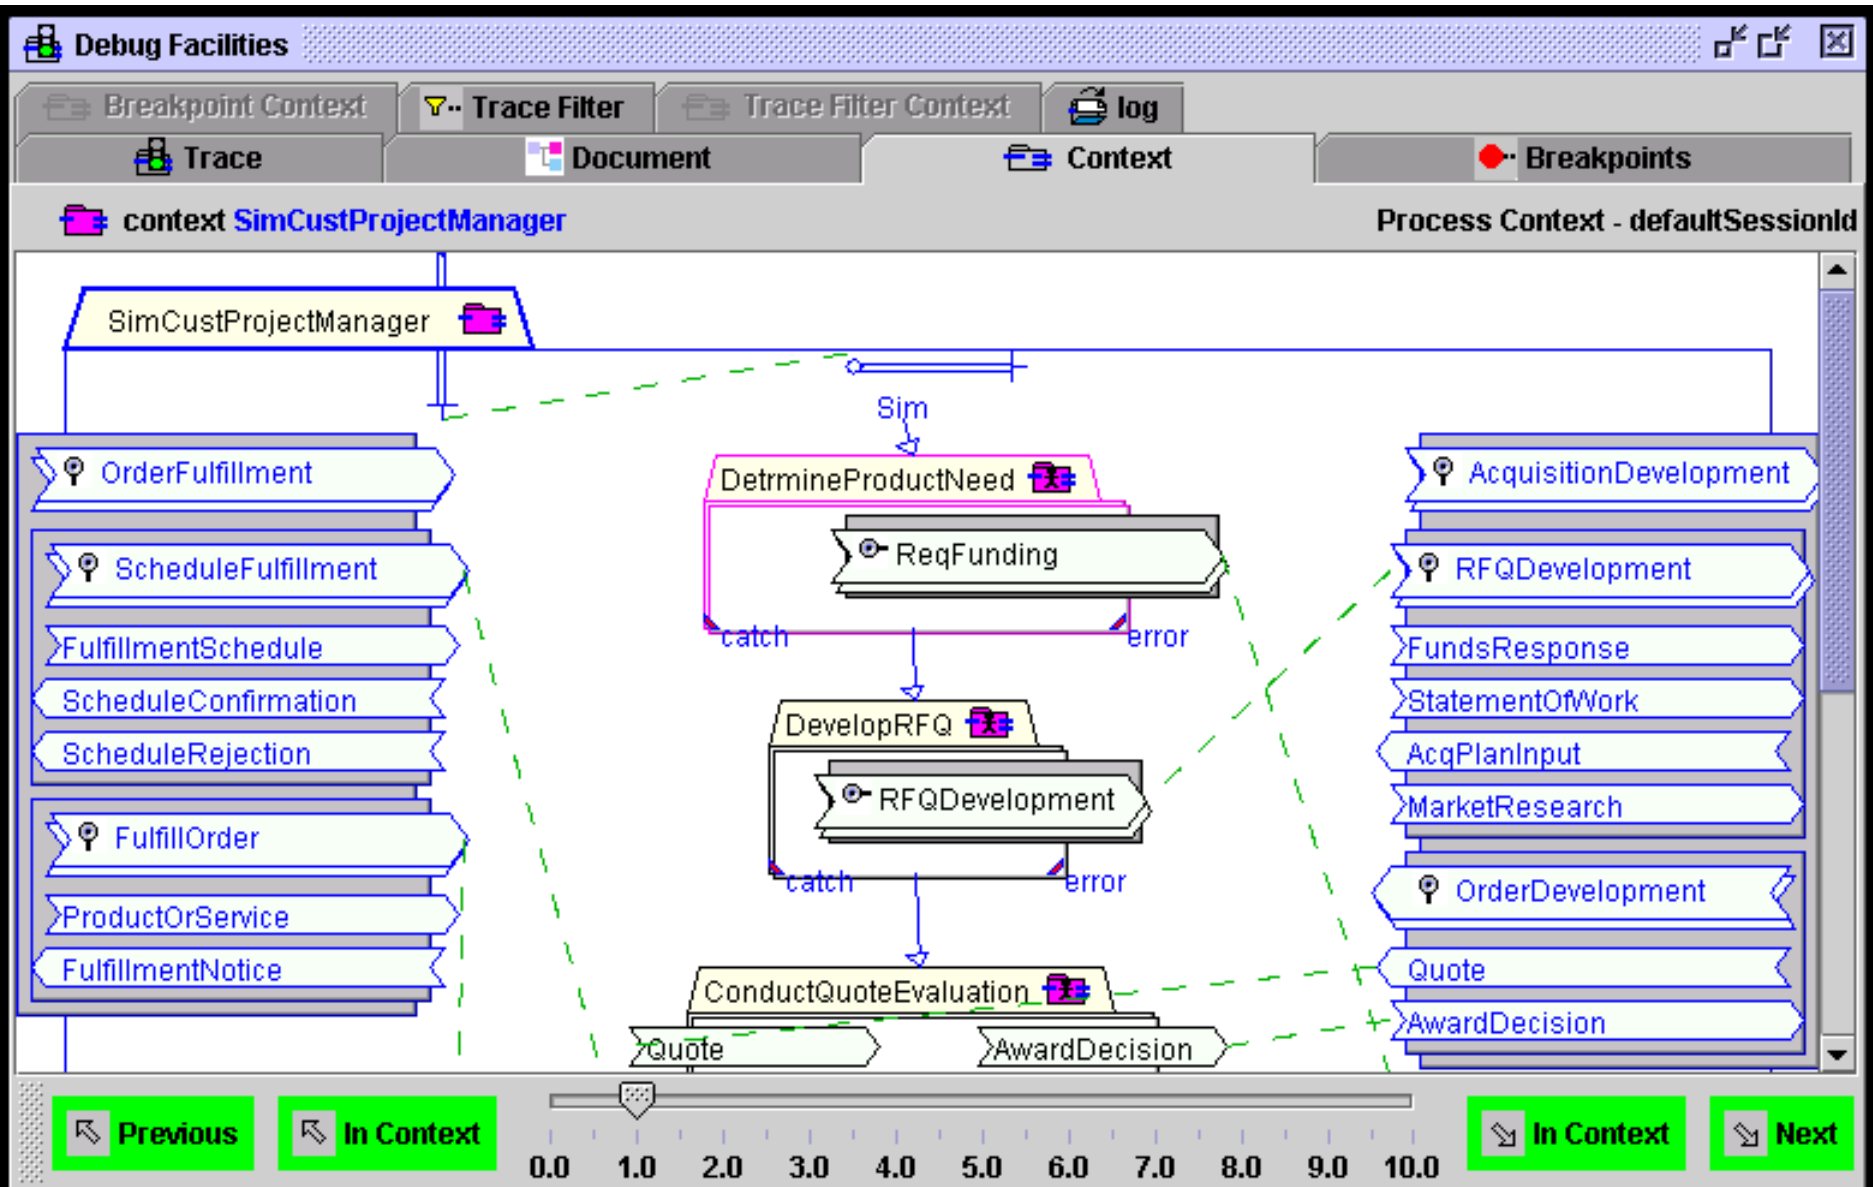 Debug Facilities
Breakpoint Context
Trace Filter
Trace Filter Context
log
Trace
Document
Context
Breakpoints
context SimCustProjectManager
Process Context - defaultSessionId
SimCustProjectManager
Sim
OrderFulfillment
ScheduleFulfillment
FulfillmentSchedule
ScheduleConfirmation
ScheduleRejection
FulfillOrder
ProductOrService
FulfillmentNotice
DetrmineProductNeed
ReqFunding
catch
error
DevelopRFQ
RFQDevelopment
catch
error
ConductQuoteEvaluation
Quote
AwardDecision
AcquisitionDevelopment
RFQDevelopment
FundsResponse
StatementOfWork
AcqPlanInput
MarketResearch
OrderDevelopment
Quote
AwardDecision
Previous
In Context
0.0 1.0 2.0 3.0 4.0 5.0 6.0 7.0 8.0 9.0 10.0
In Context
Next